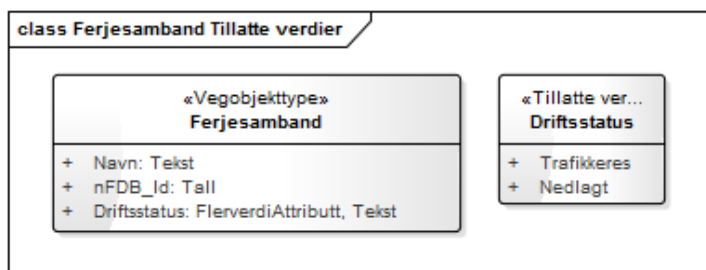 class Ferjesamband Tillatte verdier
«Vegobjekttype»
Ferjesamband
+ Navn: Tekst
+ nFDB_Id: Tall
+ Driftsstatus: FlerverdiAttributt, Tekst
«Tillatte ver...
Driftsstatus
+ Trafikkeres
+ Nedlagt